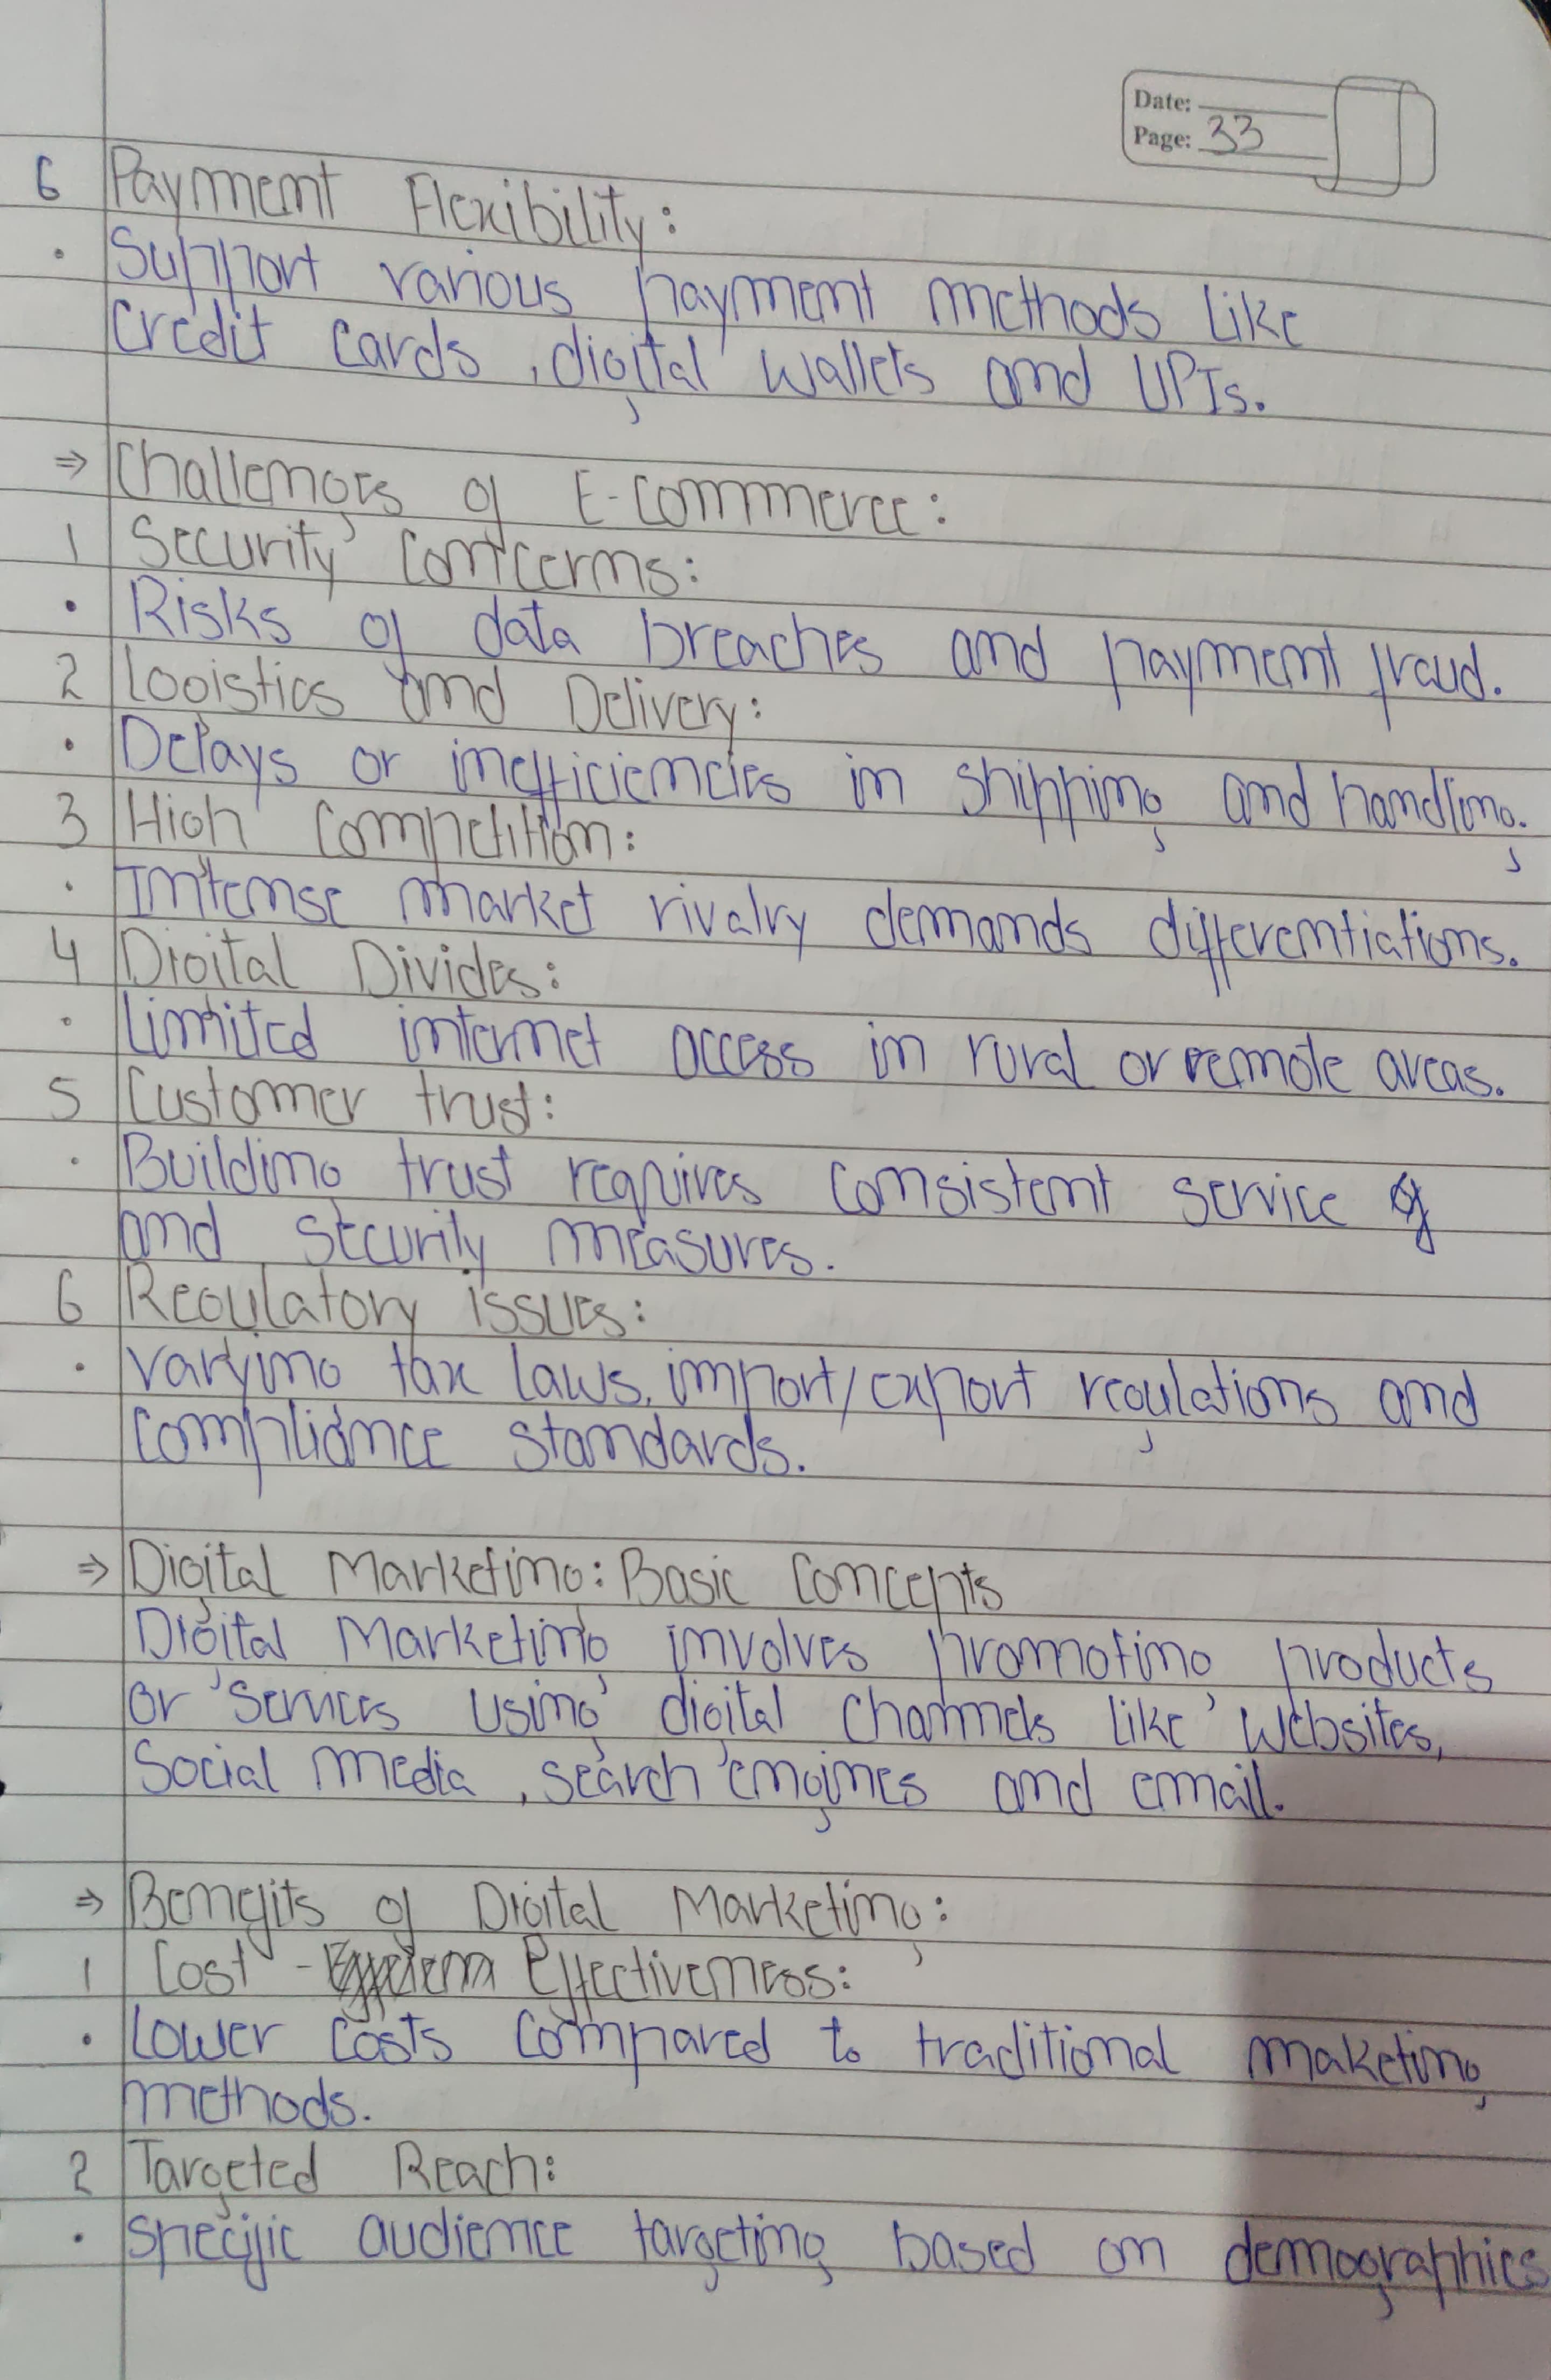 Date:
Page: 33
6 Payment Flexibility:
· Support various payment methods like
credit cards, digital wallets and UPIs.
⇒ Challenges of E-commerce:
1 Security Concerns:
· Risks of data breaches and payment fraud.
2 Logistics and Delivery:
· Delays or inefficiencies in shipping and handling.
3 High Competition:
· Intense market rivalry demands differentiations.
4 Digital Divides:
· Limited internet access in rural or remote areas.
5 Customer trust:
· Building trust requires consistent service
and security measures.
6 Regulatory issues:
· Varying tax laws, import/export regulations and
compliance standards.
⇒ Digital Marketing: Basic Concepts
Digital Marketing involves promoting products
or services using digital channels like websites,
social media, search engines and email.
⇒ Benefits of Digital Marketing:
1 Cost - Effectiveness:
· Lower costs compared to traditional maketing
methods.
2 Targeted Reach:
· Specific audience targeting based on demographics